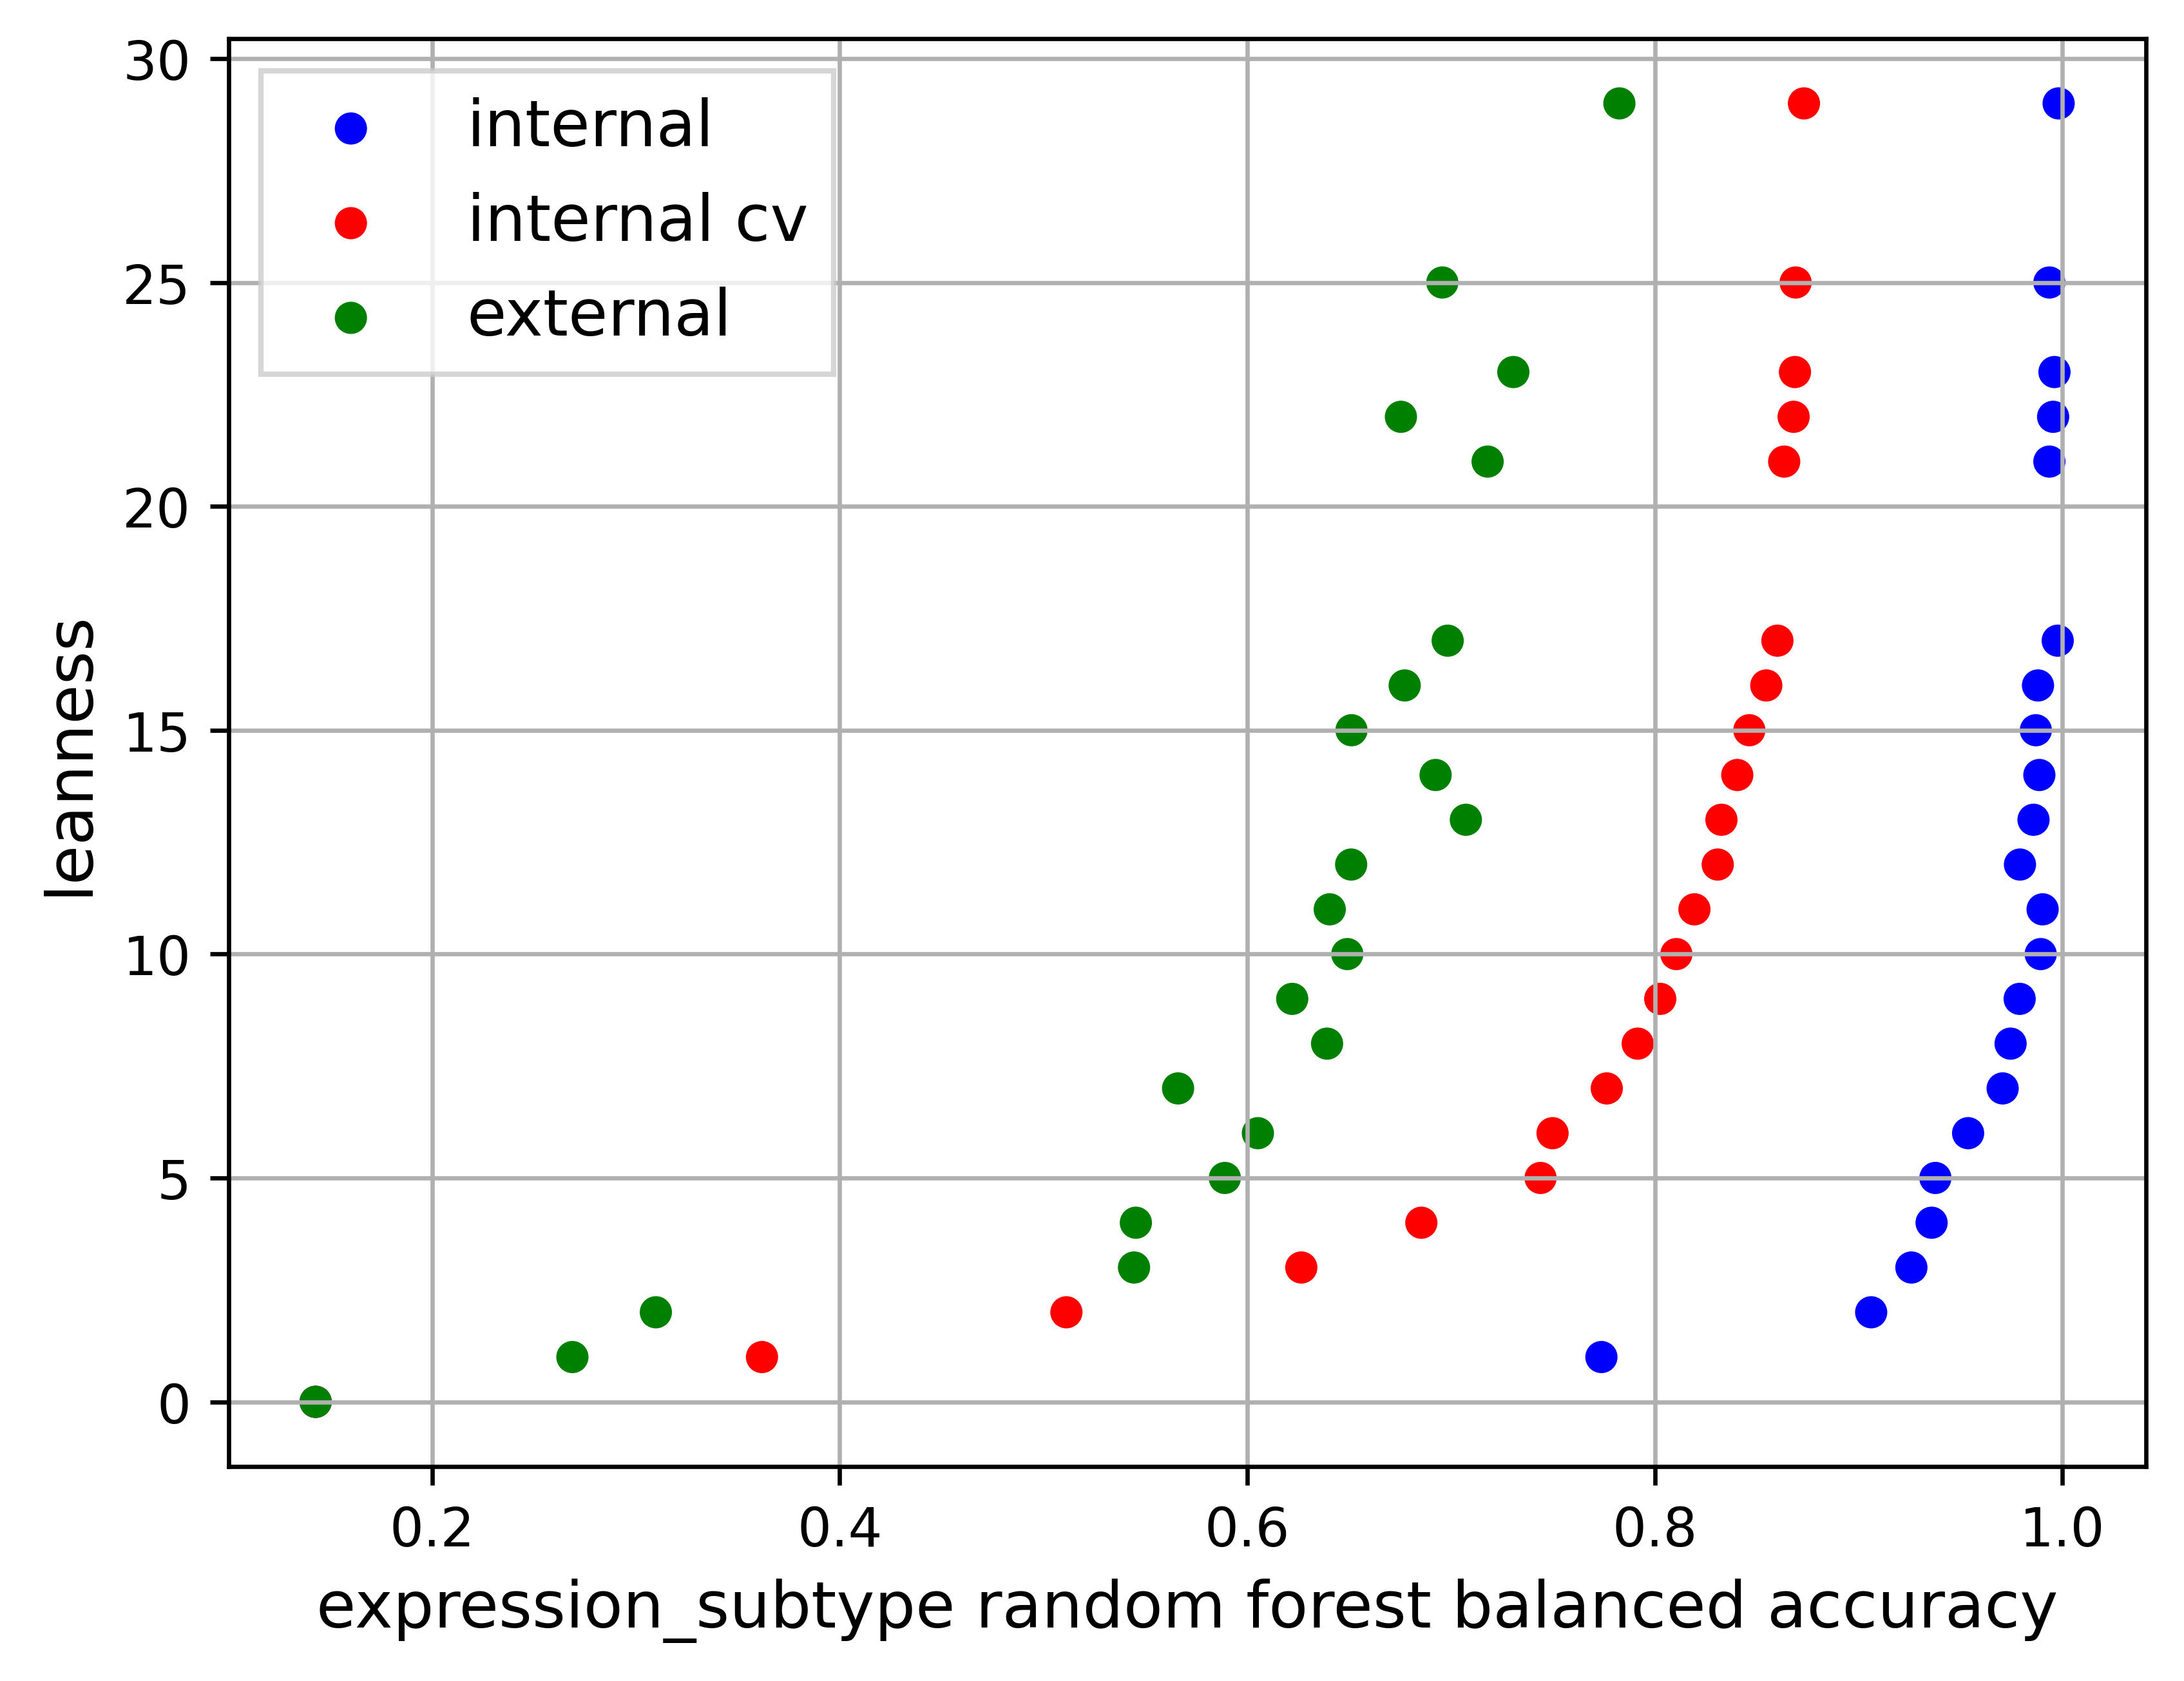 30
25
20
15
10
5
0
leanness
internal
internal cv
external
0.2 0.4 0.6 0.8 1.0
expression_subtype random forest balanced accuracy